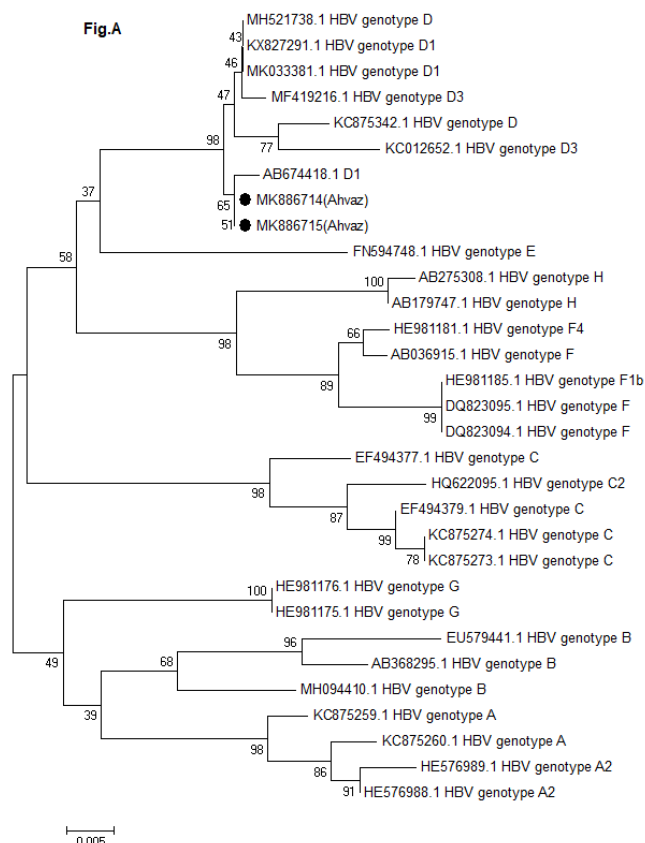 Fig.A
MH521738.1 HBV genotype D
43
KX827291.1 HBV genotype D1
46
MK033381.1 HBV genotype D1
47
MF419216.1 HBV genotype D3
98
KC875342.1 HBV genotype D
77
KC012652.1 HBV genotype D3
AB674418.1 D1
37
65
MK886714(Ahvaz)
51
MK886715(Ahvaz)
58
FN594748.1 HBV genotype E
100
AB275308.1 HBV genotype H
AB179747.1 HBV genotype H
98
66
HE981181.1 HBV genotype F4
AB036915.1 HBV genotype F
89
HE981185.1 HBV genotype F1b
99
DQ823095.1 HBV genotype F
DQ823094.1 HBV genotype F
EF494377.1 HBV genotype C
98
HQ622095.1 HBV genotype C2
87
EF494379.1 HBV genotype C
99
KC875274.1 HBV genotype C
78
KC875273.1 HBV genotype C
100
HE981176.1 HBV genotype G
HE981175.1 HBV genotype G
49
96
EU579441.1 HBV genotype B
68
AB368295.1 HBV genotype B
MH094410.1 HBV genotype B
39
KC875259.1 HBV genotype A
98
KC875260.1 HBV genotype A
86
HE576989.1 HBV genotype A2
91
HE576988.1 HBV genotype A2
0.005